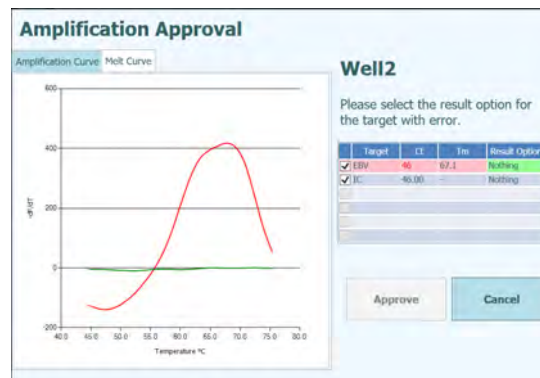 Amplification Approval
Amplification Curve Melt Curve
Well2
Please select the result option for
the target with error.
Target Ct Tm Result Option
EBV 46 67.1 Nothing
IC 46.00 - Nothing
600
400
200
0
-200
-dF/dT
40.0 45.0 50.0 55.0 60.0 65.0 70.0 75.0 80.0
Temperature ºC
Approve Cancel